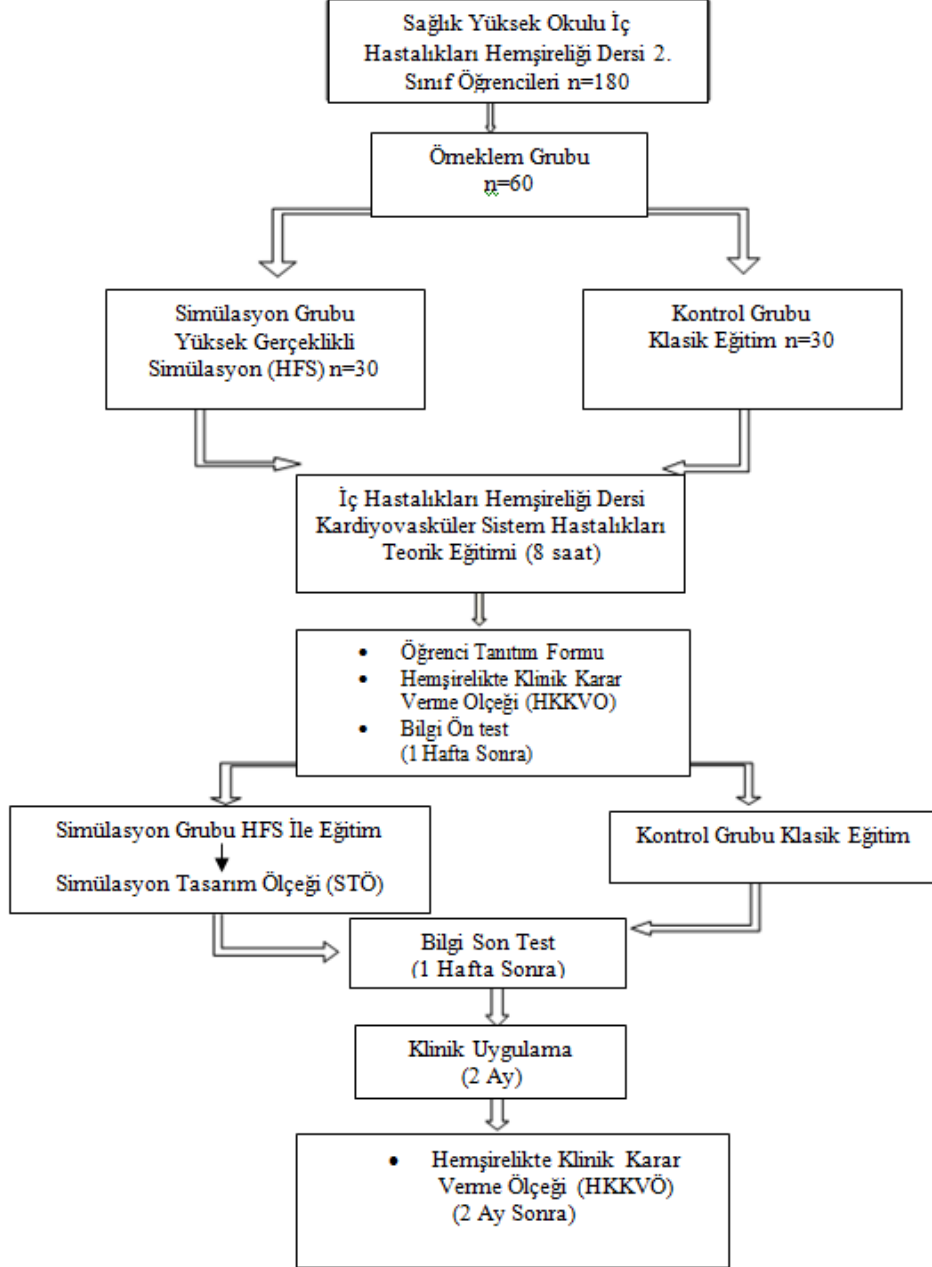 Sağlık Yüksek Okulu İç
Hastalıkları Hemşireliği Dersi 2.
Sınıf Öğrencileri n=180
Örneklem Grubu
n=60
Simülasyon Grubu
Yüksek Gerçeklikli
Simülasyon (HFS) n=30
Kontrol Grubu
Klasik Eğitim n=30
İç Hastalıkları Hemşireliği Dersi
Kardiyovasküler Sistem Hastalıkları
Teorik Eğitimi (8 saat)
• Öğrenci Tanıtım Formu
• Hemşirelikte Klinik Karar
Verme Ölçeği (HKKVO)
• Bilgi Ön test
(1 Hafta Sonra)
Simülasyon Grubu HFS İle Eğitim
Simülasyon Tasarım Ölçeği (STÖ)
Kontrol Grubu Klasik Eğitim
Bilgi Son Test
(1 Hafta Sonra)
Klinik Uygulama
(2 Ay)
• Hemşirelikte Klinik Karar
Verme Ölçeği (HKKVÖ)
(2 Ay Sonra)